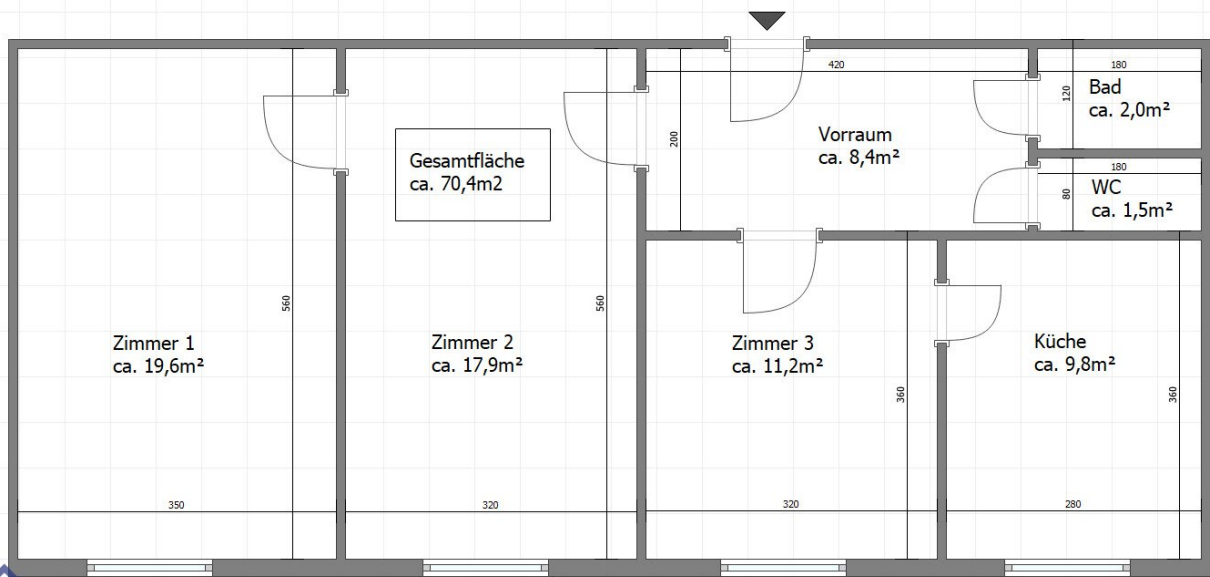 420
180
Bad
ca. 2,0m²
120
Vorraum
ca. 8,4m²
200
Gesamtfläche
ca. 70,4m2
180
WC
ca. 1,5m²
80
560
560
Zimmer 1
ca. 19,6m²
Zimmer 2
ca. 17,9m²
Zimmer 3
ca. 11,2m²
Küche
ca. 9,8m²
360
360
350
320
320
280